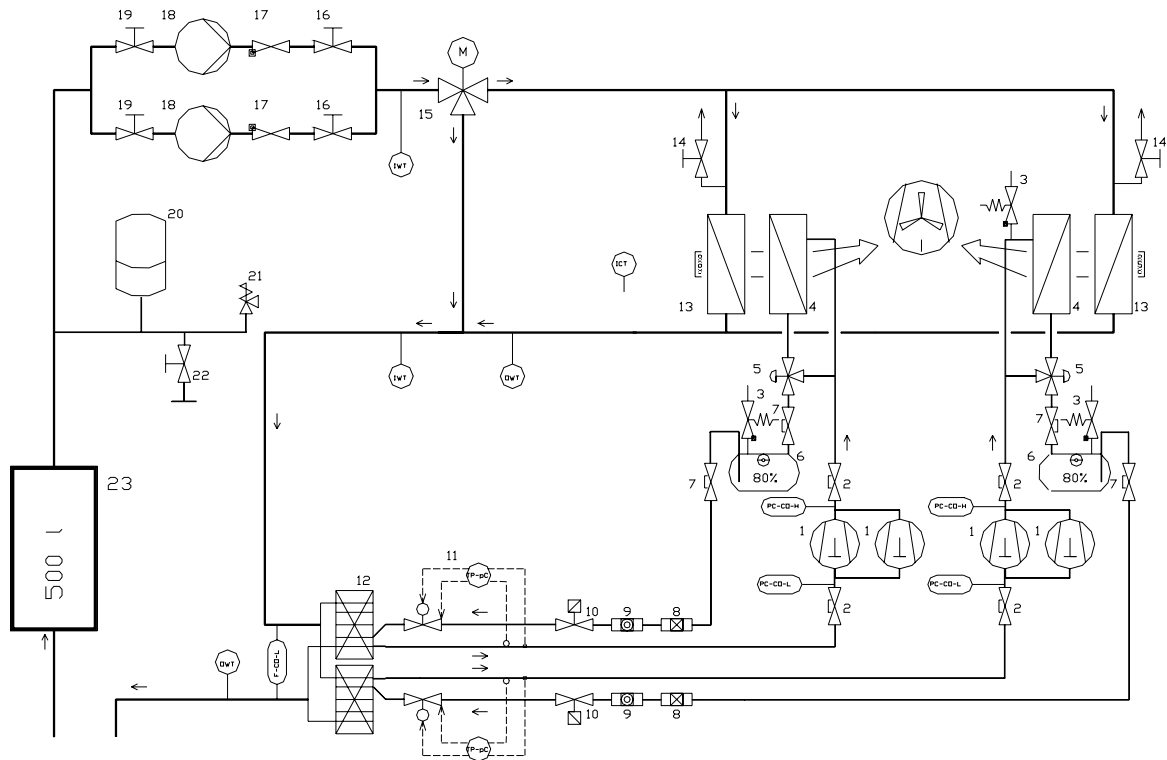 19 18 17 16
M
19 18 17 16
15
14 14
IWT
3
20
ICT
21
13 4 4 13
22
IWT OWT
5 5
3 7 7 3
6 6
80% 80%
23
7 2 2 7
PC-CO-H PC-CO-H
500 l
1 1 1 1
11
12
TP-pC
PC-CO-L PC-CO-L
10 9 8
2 2
OWT
F-CO-L
10 9 8
TP-pC